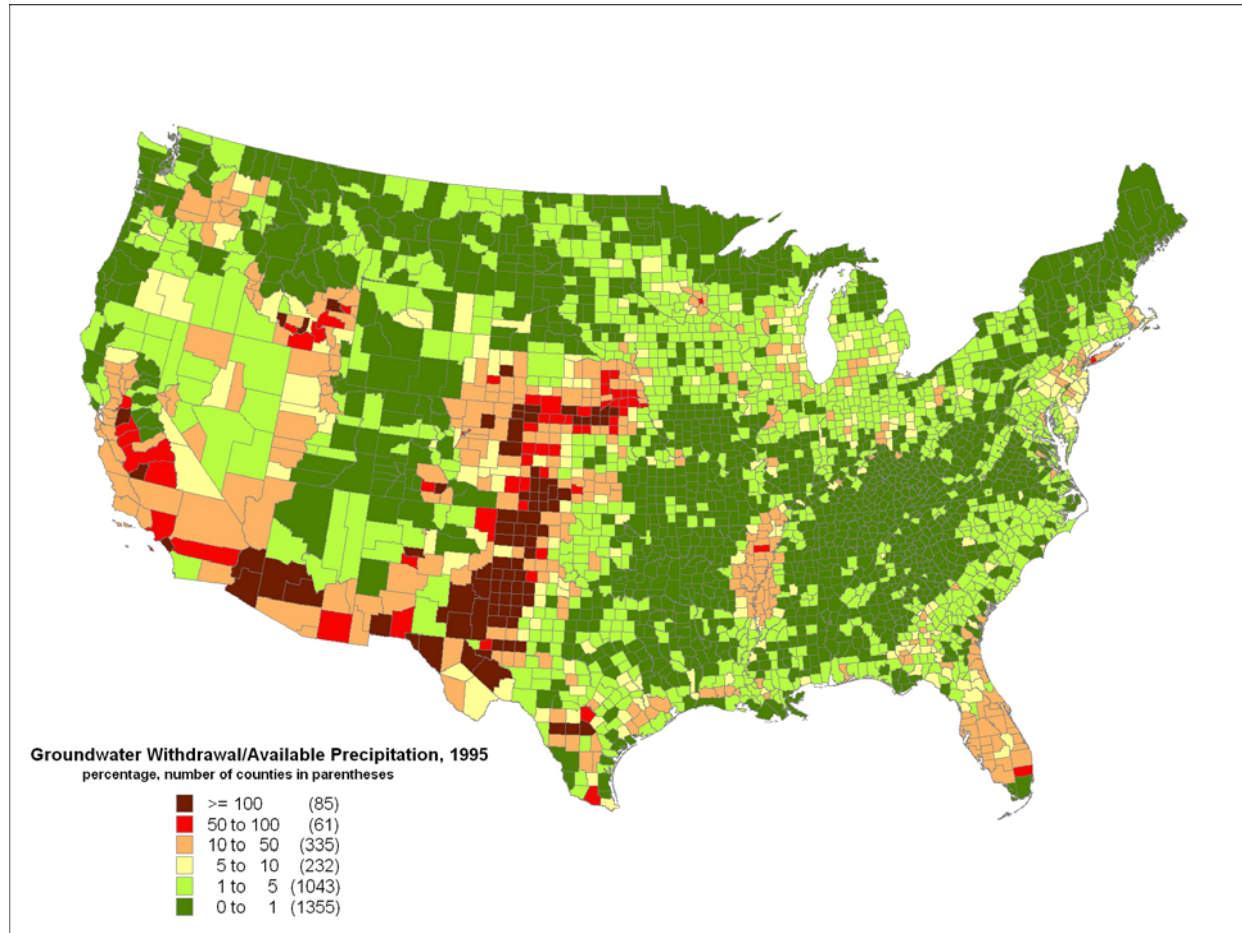 Groundwater Withdrawal/Available Precipitation, 1995
percentage, number of counties in parentheses
>= 100 (85)
50 to 100 (61)
10 to 50 (335)
5 to 10 (232)
1 to 5 (1043)
0 to 1 (1355)